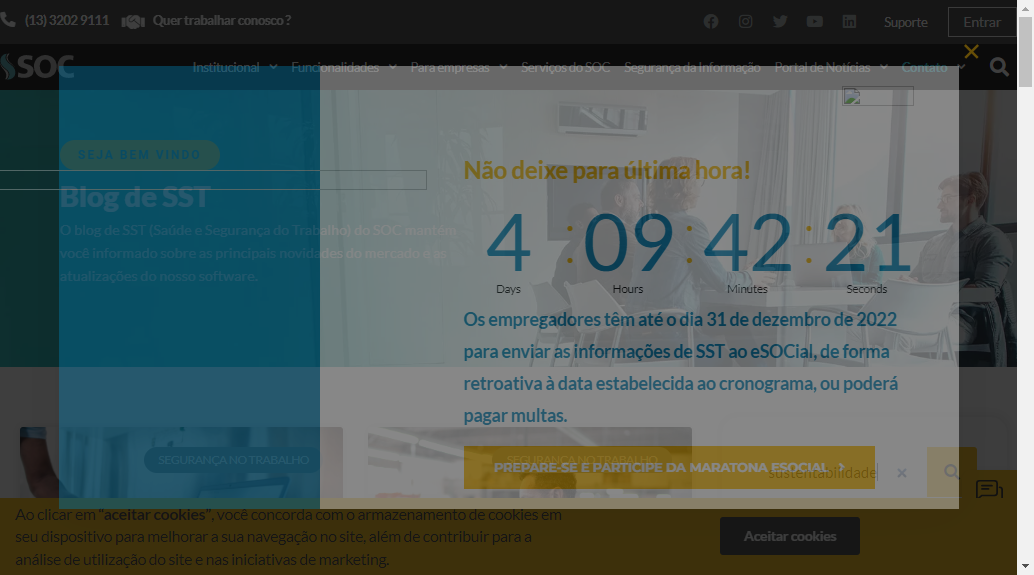 (13) 3202 9111 Quer trabalhar conosco ? Suporte Entrar
SOC Institucional Funcionalidades Para empresas Serviços do SOC Segurança da Informação Portal de Notícias Contato
SEJA BEM VINDO
Blog de SST
O blog de SST (Saúde e Segurança do Trabalho) do SOC mantém
você informado sobre as principais novidades do mercado e as
atualizações do nosso software.
Não deixe para última hora!
4 : 09 : 42 : 21
Days Hours Minutes Seconds
Os empregadores têm até o dia 31 de dezembro de 2022
para enviar as informações de SST ao eSOCial, de forma
retroativa à data estabelecida ao cronograma, ou poderá
pagar multas.
SEGURANÇA NO TRABALHO
SEGURANÇA NO TRABALHO
PREPARE-SE E PARTICIPE DA MARATONA ESOCIAL ?
sustentabilidade ×
Ao clicar em "aceitar cookies", você concorda com o armazenamento de cookies em
seu dispositivo para melhorar a sua navegação no site, além de contribuir para a
análise de utilização do site e nas iniciativas de marketing.
Aceitar cookies